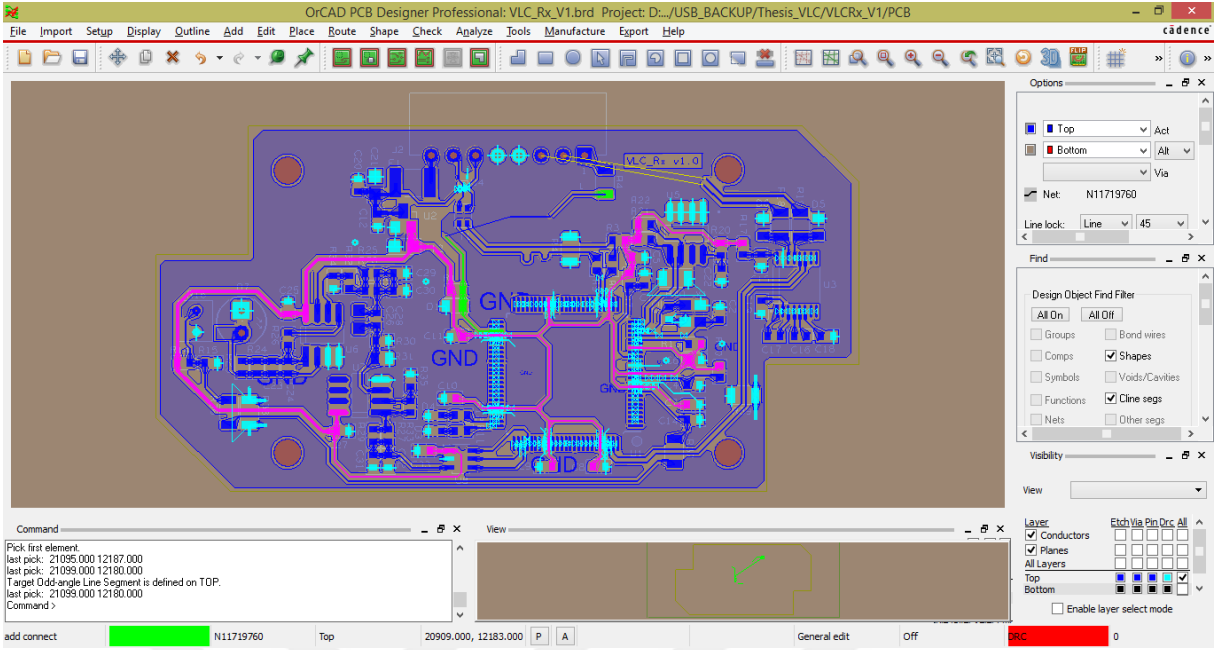 OrCAD PCB Designer Professional: VLC_Rx_V1.brd Project: D:.../USB_BACKUP/Thesis_VLC/VLCRx_V1/PCB
File Import Setup Display Outline Add Edit Place Route Shape Check Analyze Tools Manufacture Export Help
cādence
3D FLIP
Options
Top Act
Bottom Alt
Via
Net: N11719760
Line lock: Line 45
Find
Design Object Find Filter
All On All Off
Groups Bond wires
Comps Shapes
Symbols Voids/Cavities
Functions Cline segs
Nets Other segs
Visibility
View
Layer Etch Via Pin Drc All
Conductors
Planes
All Layers
Top
Bottom
Enable layer select mode
VLC_Rx v1.0
U2
U3
GND
GND
GND
GND
C17 C16
Command
Pick first element.
last pick: 21095.000 12187.000
last pick: 21099.000 12180.000
Target Odd-angle Line Segment is defined on TOP.
last pick: 21099.000 12180.000
Command >
View
add connect N11719760 Top 20909.000, 12183.000 P A General edit Off DRC 0